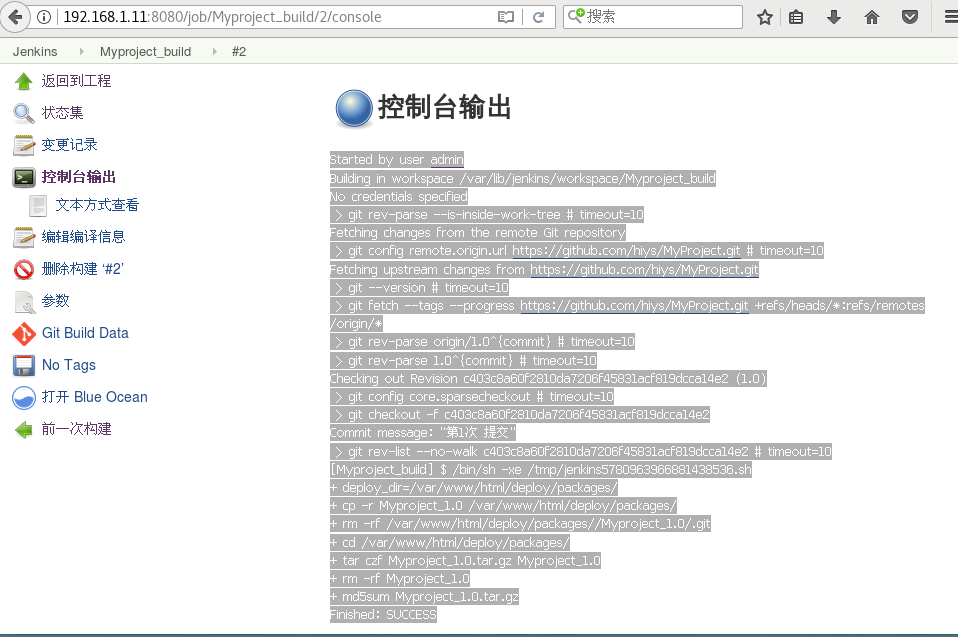 192.168.1.11:8080/job/Myproject_build/2/console
搜索
Jenkins Myproject_build #2
返回到工程
状态集
变更记录
控制台输出
文本方式查看
编辑编译信息
删除构建 ‘#2’
参数
Git Build Data
No Tags
打开 Blue Ocean
前一次构建
控制台输出
Started by user admin
Building in workspace /var/lib/jenkins/workspace/Myproject_build
No credentials specified
 > git rev-parse --is-inside-work-tree # timeout=10
Fetching changes from the remote Git repository
 > git config remote.origin.url https://github.com/hiys/MyProject.git # timeout=10
Fetching upstream changes from https://github.com/hiys/MyProject.git
 > git --version # timeout=10
 > git fetch --tags --progress https://github.com/hiys/MyProject.git +refs/heads/*:refs/remotes
/origin/*
 > git rev-parse origin/1.0^{commit} # timeout=10
 > git rev-parse 1.0^{commit} # timeout=10
Checking out Revision c403c8a60f2810da7206f45831acf819dcca14e2 (1.0)
 > git config core.sparsecheckout # timeout=10
 > git checkout -f c403c8a60f2810da7206f45831acf819dcca14e2
Commit message: "第1次 提交"
 > git rev-list --no-walk c403c8a60f2810da7206f45831acf819dcca14e2 # timeout=10
[Myproject_build] $ /bin/sh -xe /tmp/jenkins5780963966881438536.sh
+ deploy_dir=/var/www/html/deploy/packages/
+ cp -r Myproject_1.0 /var/www/html/deploy/packages/
+ rm -rf /var/www/html/deploy/packages//Myproject_1.0/.git
+ cd /var/www/html/deploy/packages/
+ tar czf Myproject_1.0.tar.gz Myproject_1.0
+ rm -rf Myproject_1.0
+ md5sum Myproject_1.0.tar.gz
Finished: SUCCESS